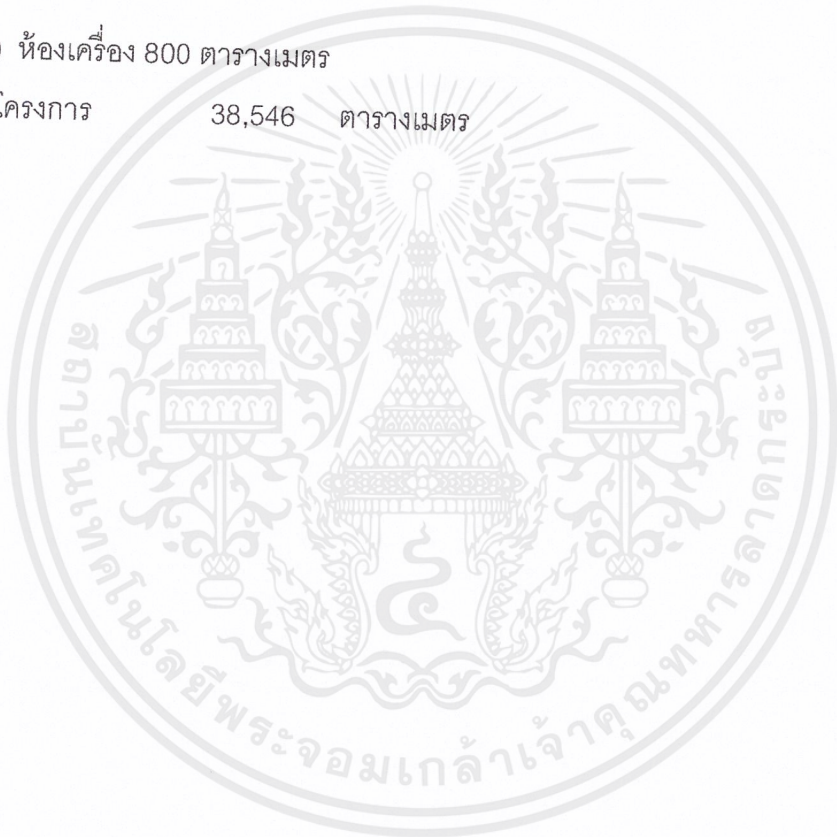 ) ห้องเครื่อง 800 ตารางเมตร
โครงการ 38,546 ตารางเมตร
สถาบันเทคโนโลยีพระจอมเกล้าเจ้าคุณทหารลาดกระบัง